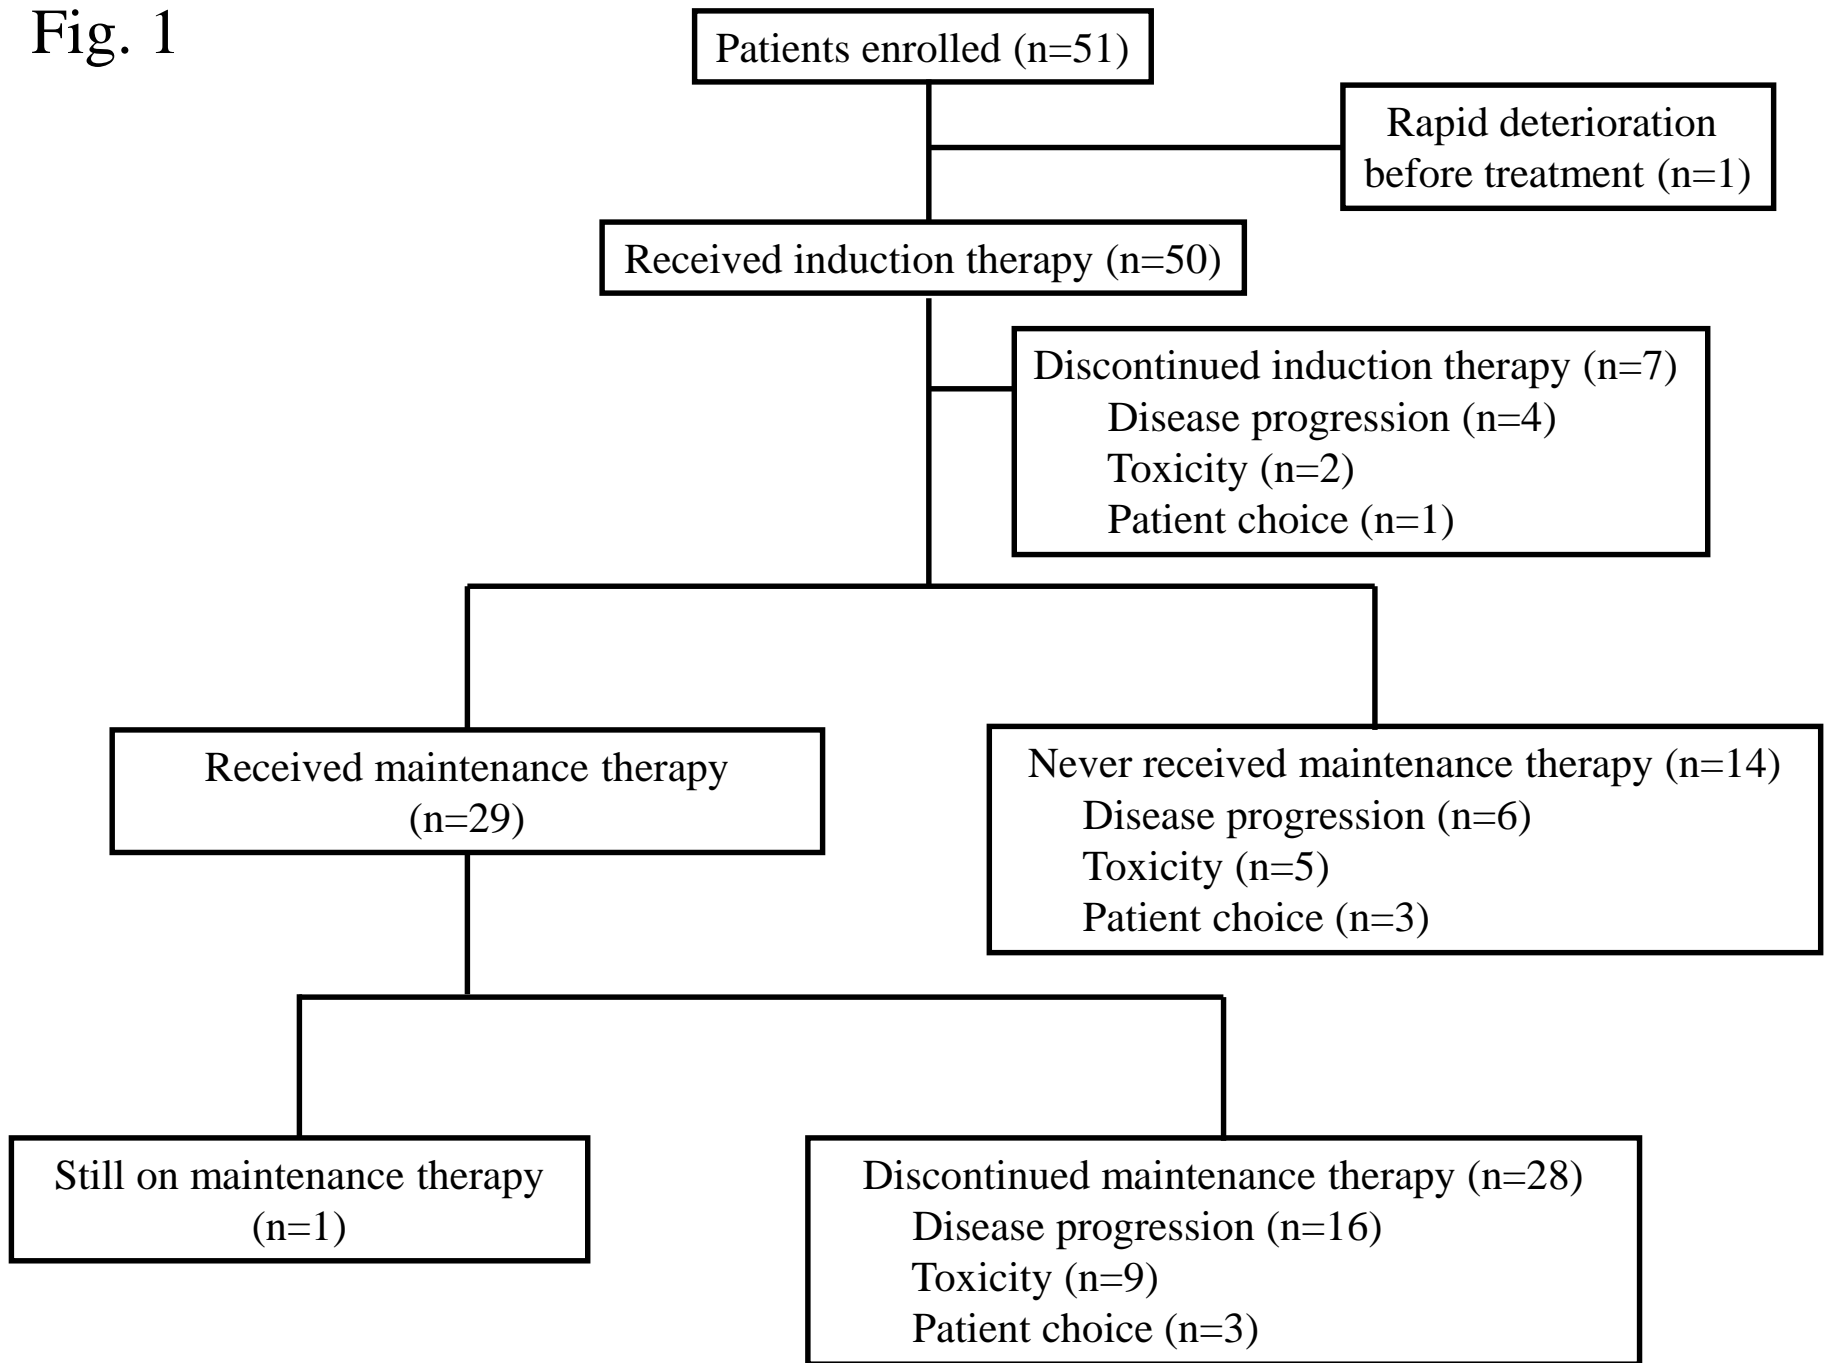 Fig. 1
Patients enrolled (n=51)
Rapid deterioration
before treatment (n=1)
Received induction therapy (n=50)
Discontinued induction therapy (n=7)
Disease progression (n=4)
Toxicity (n=2)
Patient choice (n=1)
Received maintenance therapy
(n=29)
Never received maintenance therapy (n=14)
Disease progression (n=6)
Toxicity (n=5)
Patient choice (n=3)
Still on maintenance therapy
(n=1)
Discontinued maintenance therapy (n=28)
Disease progression (n=16)
Toxicity (n=9)
Patient choice (n=3)